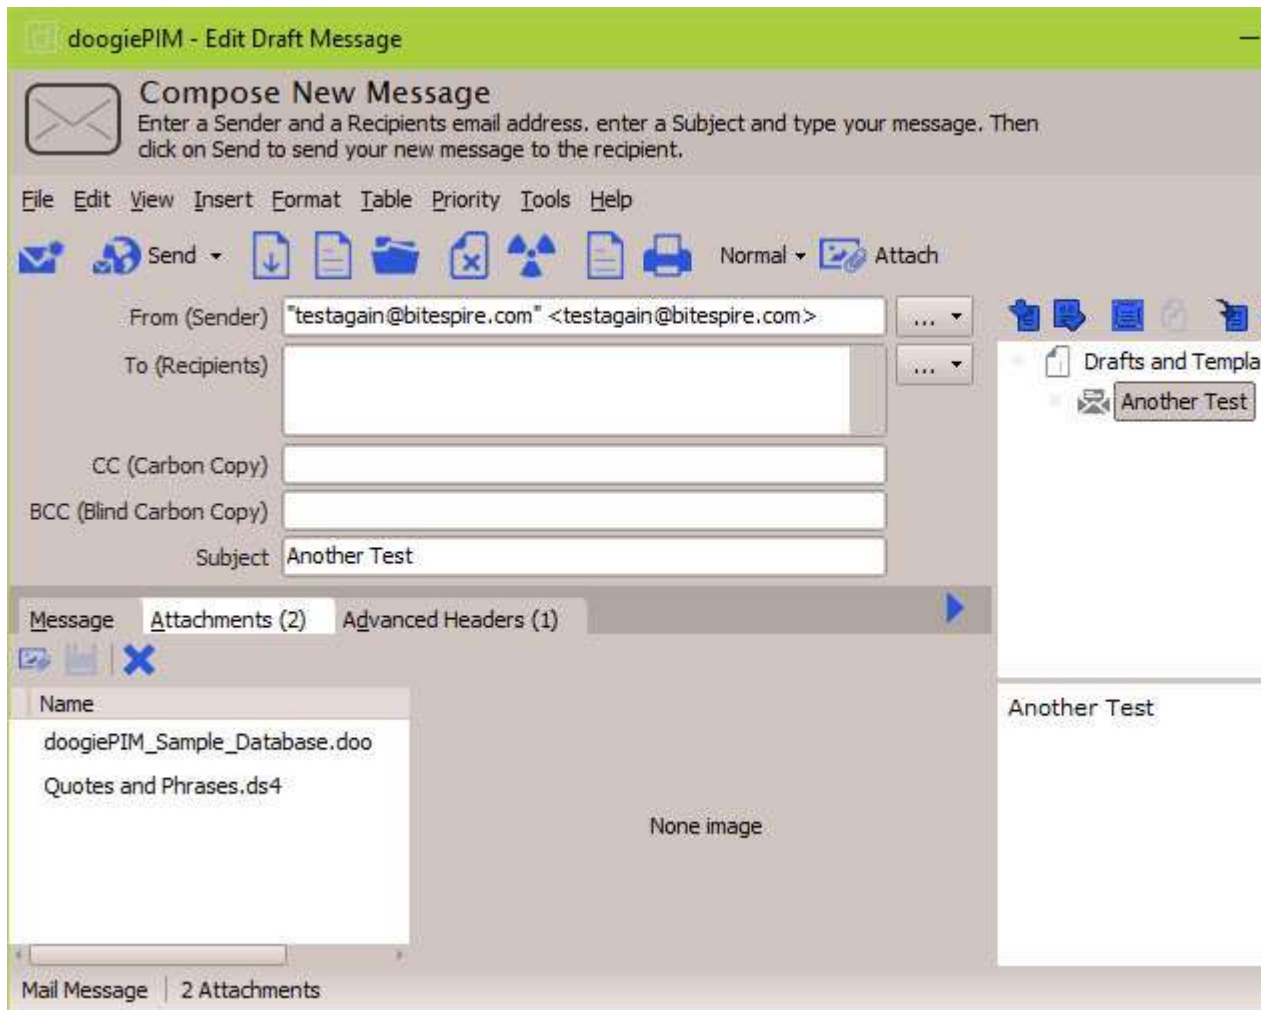 doogiePIM - Edit Draft Message
Compose New Message
Enter a Sender and a Recipients email address. enter a Subject and type your message. Then
click on Send to send your new message to the recipient.
File Edit View Insert Format Table Priority Tools Help
Send Normal Attach
From (Sender) "testagain@bitespire.com" <testagain@bitespire.com> ...
To (Recipients) ...
Drafts and Templa
Another Test
CC (Carbon Copy)
BCC (Blind Carbon Copy)
Subject Another Test
Message Attachments (2) Advanced Headers (1)
Name
doogiePIM_Sample_Database.doo
Quotes and Phrases.ds4
None image
Another Test
Mail Message 2 Attachments